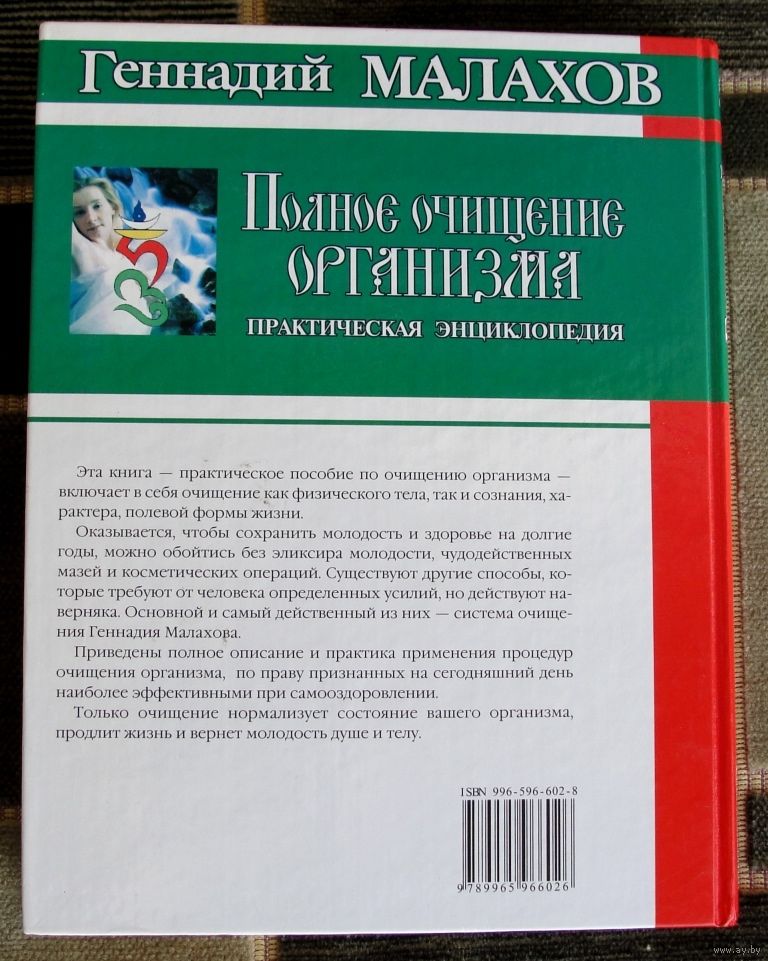 Геннадий МАЛАХОВ
Полное очищение
организма
ПРАКТИЧЕСКАЯ ЭНЦИКЛОПЕДИЯ
Эта книга — практическое пособие по очищению организма —
включает в себя очищение как физического тела, так и сознания, ха-
рактера, полевой формы жизни.
Оказывается, чтобы сохранить молодость и здоровье на долгие
годы, можно обойтись без эликсира молодости, чудодейственных
мазей и косметических операций. Существуют другие способы, ко-
торые требуют от человека определенных усилий, но действуют на-
верняка. Основной и самый действенный из них — система очище-
ния Геннадия Малахова.
Приведены полное описание и практика применения процедур
очищения организма, по праву признанных на сегодняшний день
наиболее эффективными при самооздоровлении.
Только очищение нормализует состояние вашего организма,
продлит жизнь и вернет молодость душе и телу.
ISBN 996-596-602-8
9789965966026
www.ay.by